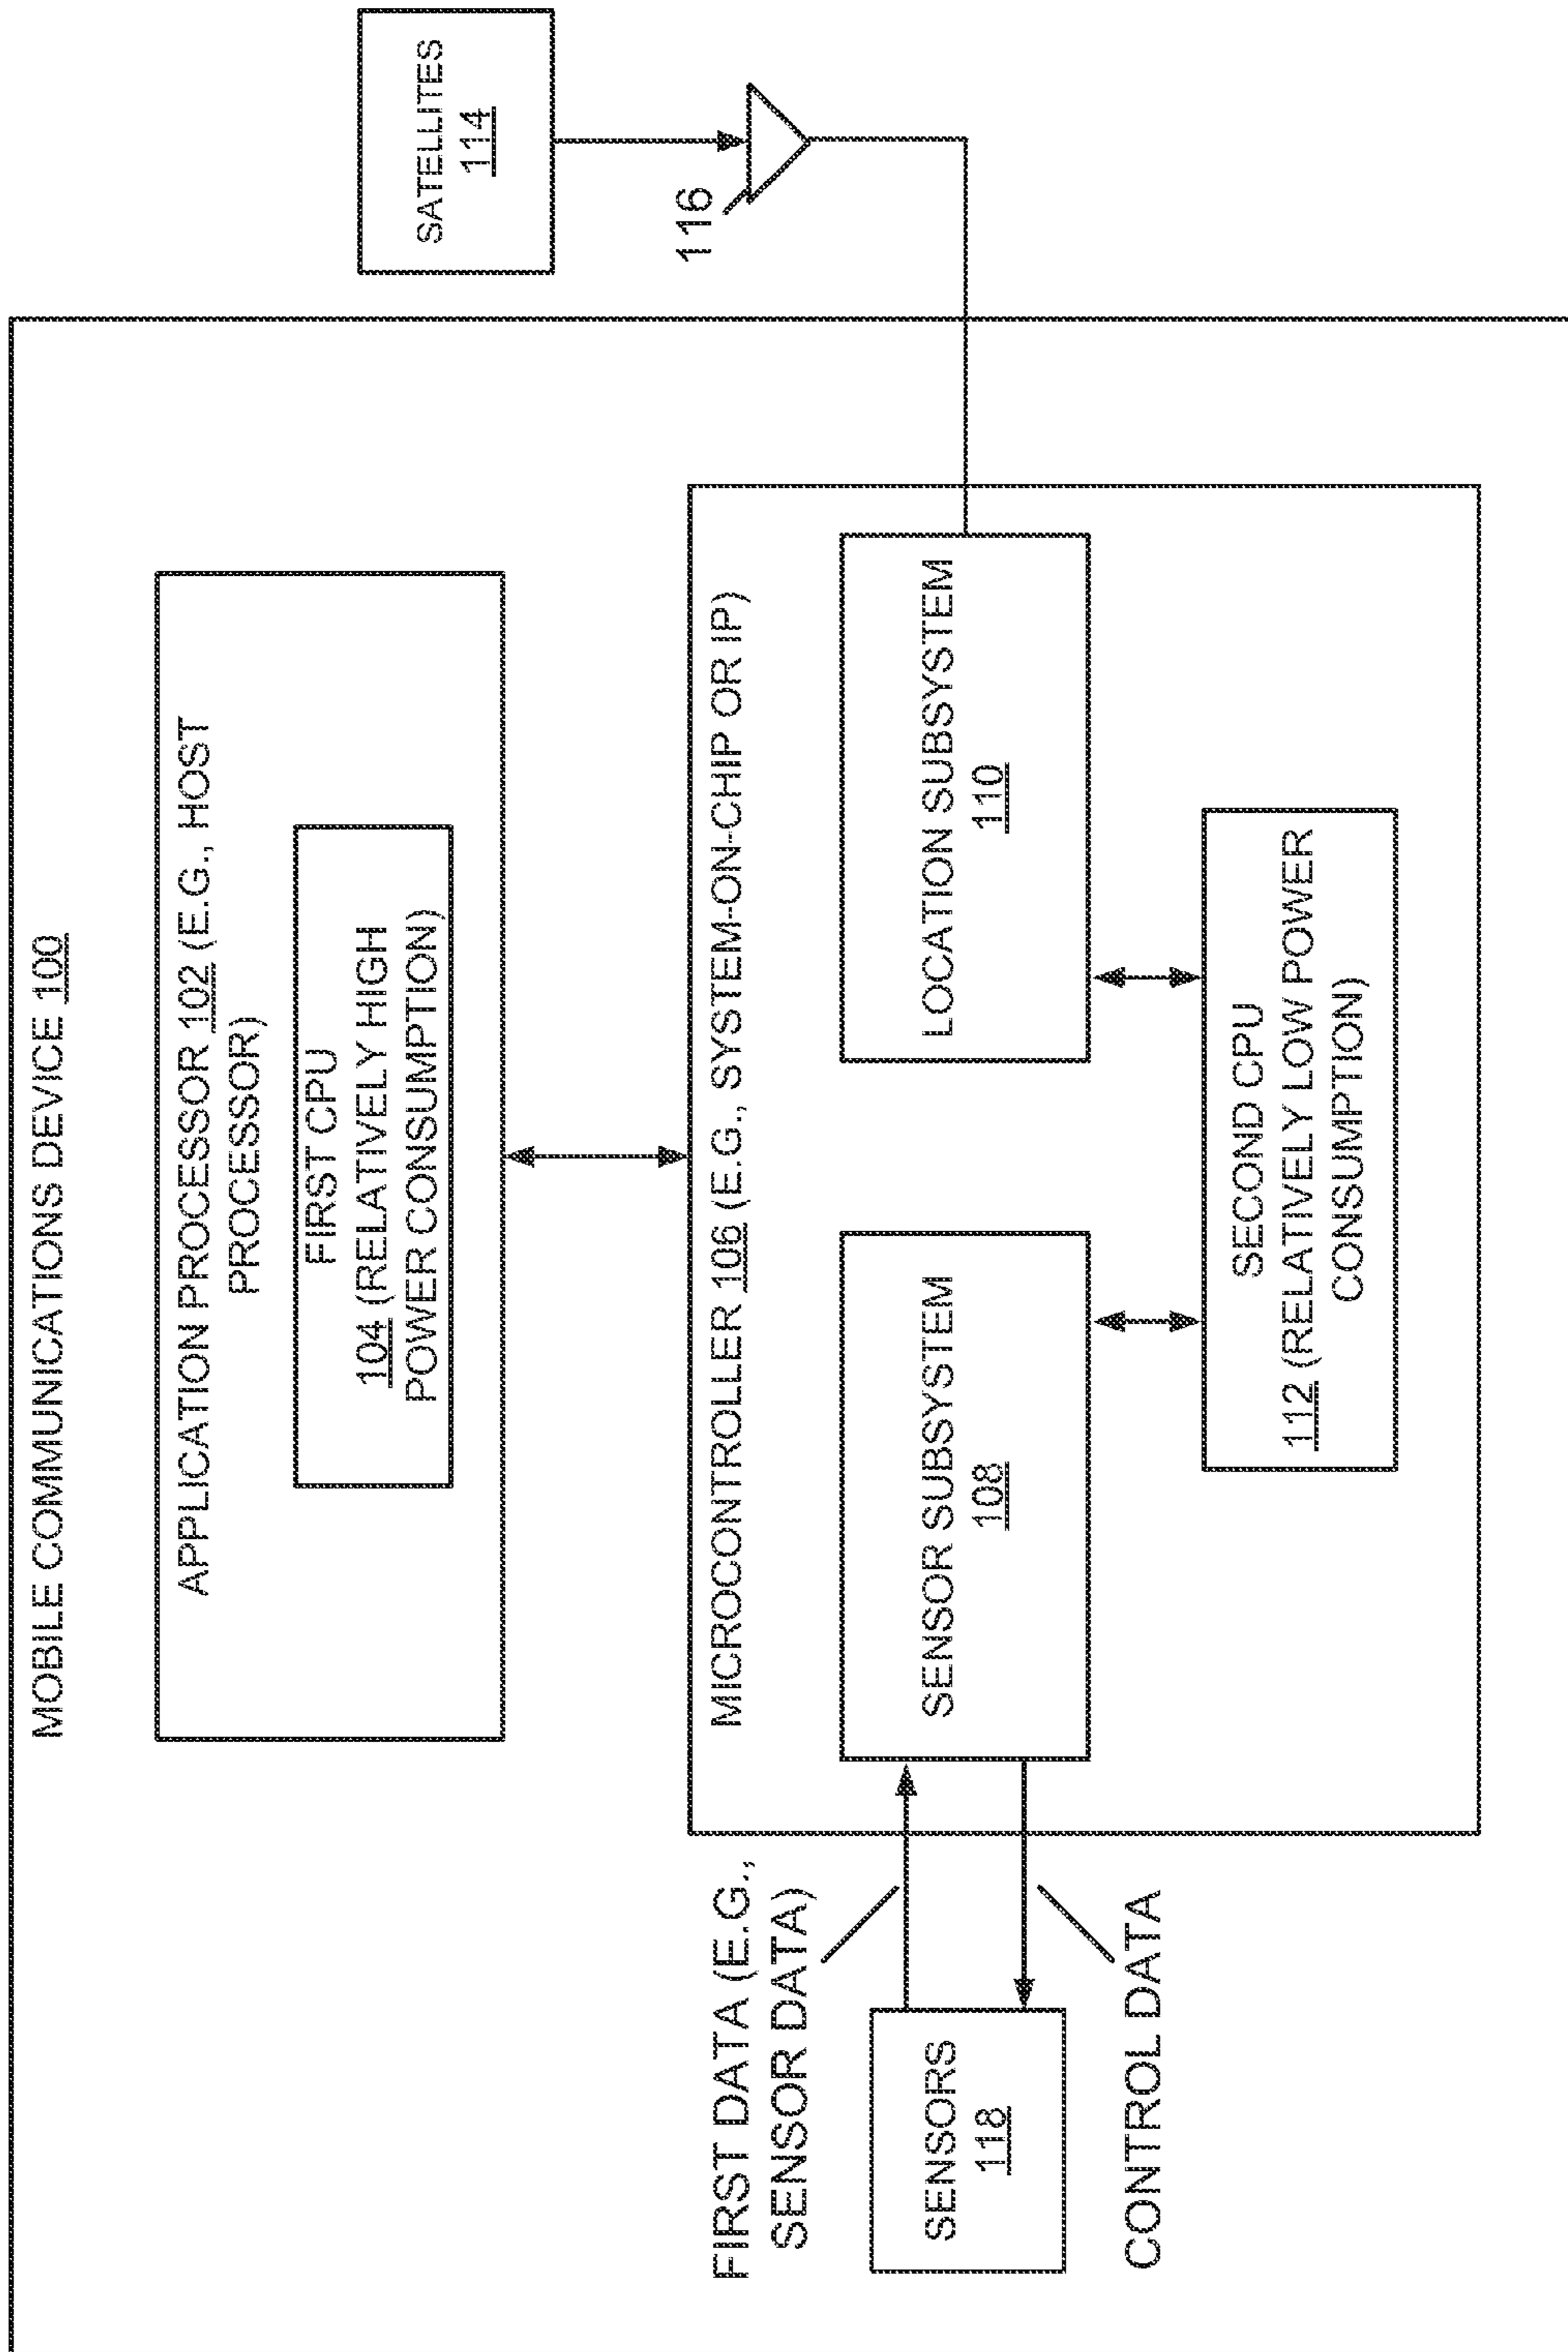 MOBILE COMMUNICATIONS DEVICE 100
APPLICATION PROCESSOR 102 (E.G., HOST
PROCESSOR)
FIRST CPU
104 (RELATIVELY HIGH
POWER CONSUMPTION)
SATELLITES
114
116
MICROCONTROLLER 106 (E.G., SYSTEM-ON-CHIP OR IP)
FIRST DATA (E.G.,
SENSOR DATA)
SENSORS
118
CONTROL DATA
SENSOR SUBSYSTEM
108
LOCATION SUBSYSTEM
110
SECOND CPU
112 (RELATIVELY LOW POWER
CONSUMPTION)